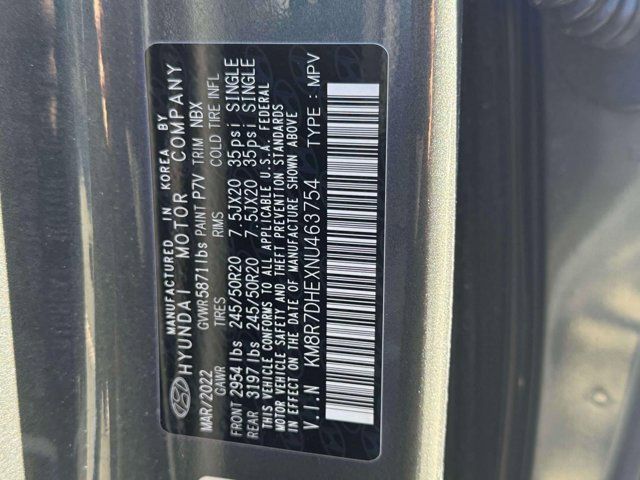 MANUFACTURED IN KOREA BY
HYUNDAI MOTOR COMPANY
MAR/2022 GVWR 5871 lbs PAINT P7V TRIM NBX
GAWR TIRES RIMS COLD TIRE INFL
FRONT 2954 lbs 245/50R20 7.5JX20 35psi SINGLE
REAR 3197 lbs 245/50R20 7.5JX20 35psi SINGLE
THIS VEHICLE CONFORMS TO ALL APPLICABLE U.S.A. FEDERAL
MOTOR VEHICLE SAFETY AND THEFT PREVENTION STANDARDS
IN EFFECT ON THE DATE OF MANUFACTURE SHOWN ABOVE
V.I.N KM8R7DHEXNU463754 TYPE : MPV